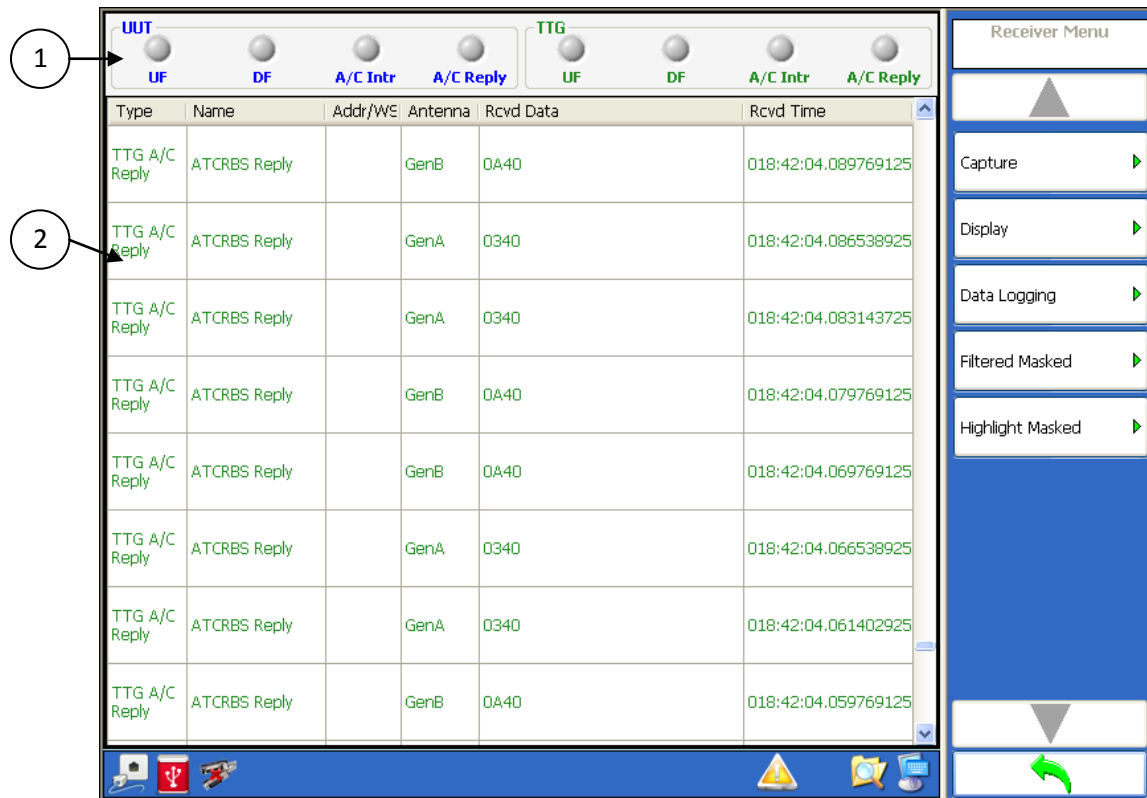 UUT
TTG
UF DF A/C Intr A/C Reply UF DF A/C Intr A/C Reply
Receiver Menu
1
Type Name Addr/WS Antenna Rcvd Data Rcvd Time
TTG A/C Reply ATCRBS Reply GenB 0A40 018:42:04.089769125
2
TTG A/C Reply ATCRBS Reply GenA 0340 018:42:04.086538925
TTG A/C Reply ATCRBS Reply GenA 0340 018:42:04.083143725
TTG A/C Reply ATCRBS Reply GenB 0A40 018:42:04.079769125
TTG A/C Reply ATCRBS Reply GenB 0A40 018:42:04.069769125
TTG A/C Reply ATCRBS Reply GenA 0340 018:42:04.066538925
TTG A/C Reply ATCRBS Reply GenA 0340 018:42:04.061402925
TTG A/C Reply ATCRBS Reply GenB 0A40 018:42:04.059769125
Capture
Display
Data Logging
Filtered Masked
Highlight Masked